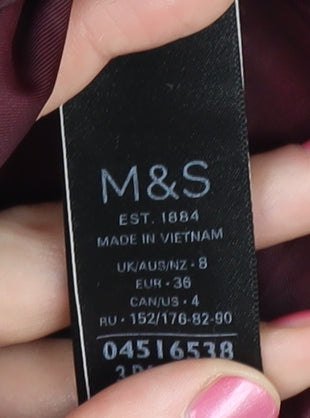 M&S
EST. 1884
MADE IN VIETNAM
UK/AUS/NZ - 8
EUR - 36
CAN/US - 4
RU - 152/176-82-90
04516538